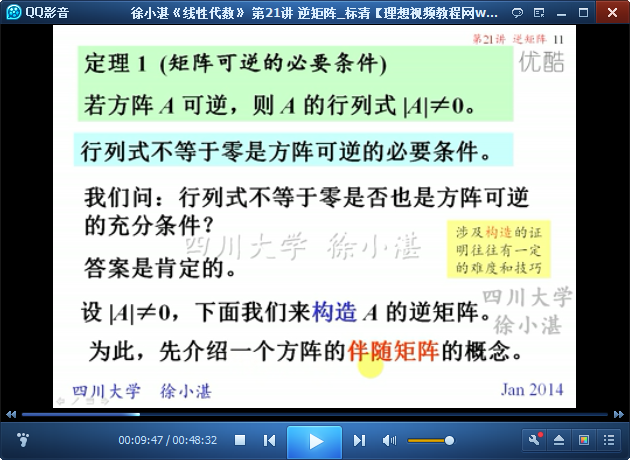 QQ影音
徐小湛《线性代数》 第21讲 逆矩阵_标清〖理想视频教程网w...
第21讲 逆矩阵 11
优酷
定理 1 (矩阵可逆的必要条件)
若方阵 A 可逆，则 A 的行列式 |A|≠0。
行列式不等于零是方阵可逆的必要条件。
我们问：行列式不等于零是否也是方阵可逆
的充分条件？
涉及构造的证
明往往有一定
的难度和技巧
四川大学 徐小湛
答案是肯定的。
四川大学
徐小湛
设 |A|≠0，下面我们来构造 A 的逆矩阵。
为此，先介绍一个方阵的伴随矩阵的概念。
四川大学 徐小湛
Jan 2014
00:09:47 / 00:48:32